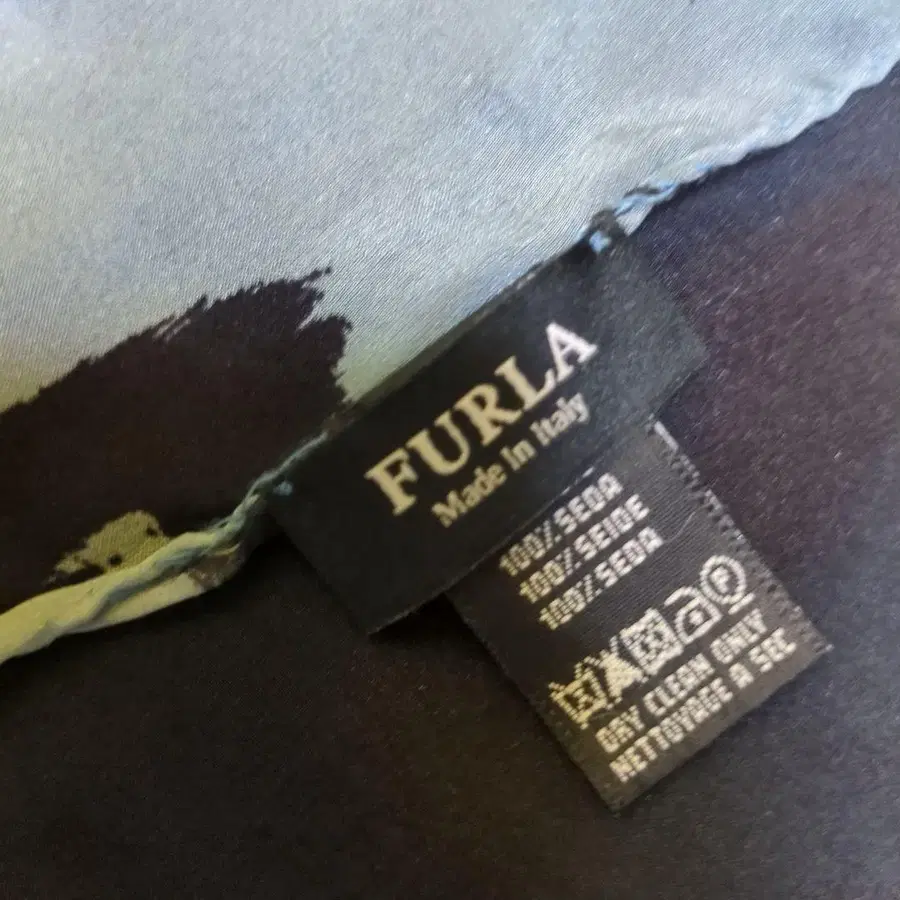 FURLA
Made in Italy
100%SEDA
100%SEIDE
100%SEDA
DRY CLEAN ONLY
NETTOYAGE A SEC